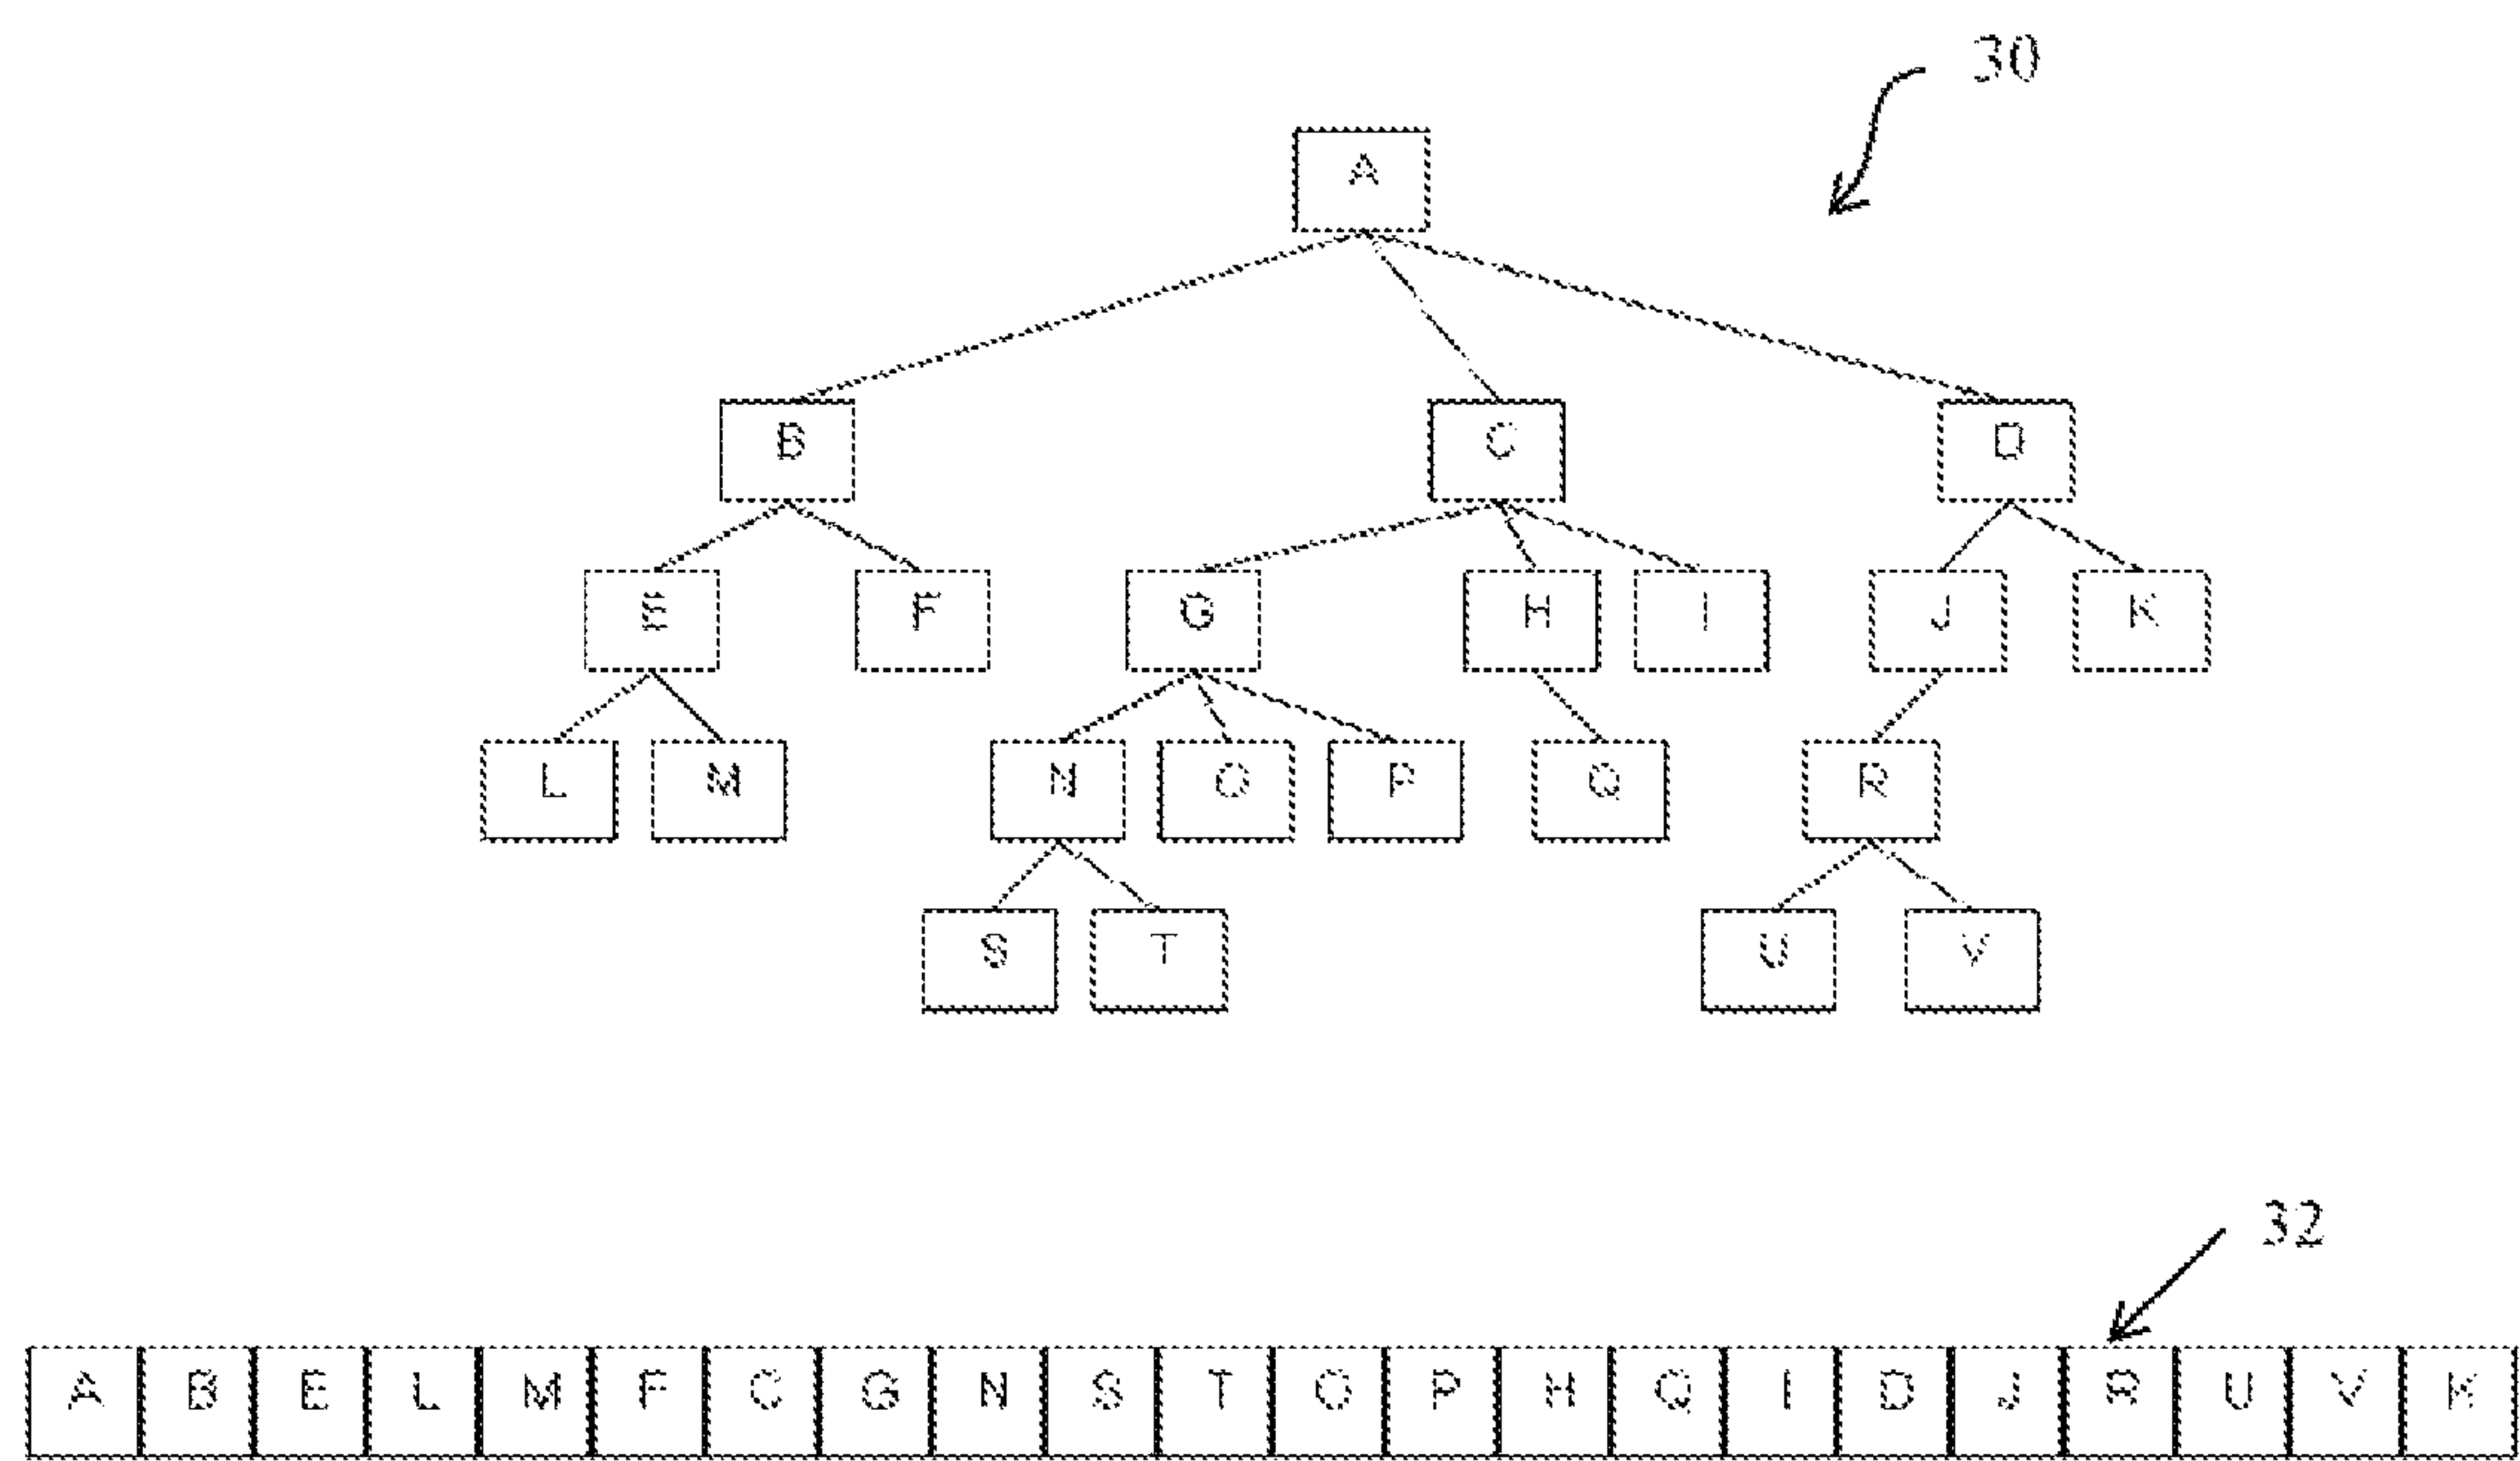 30
A
B C D
E F G H I J K
L M N O P Q R
S T U V
32
A B E L M F C G N S T O P H Q I D J R U V K